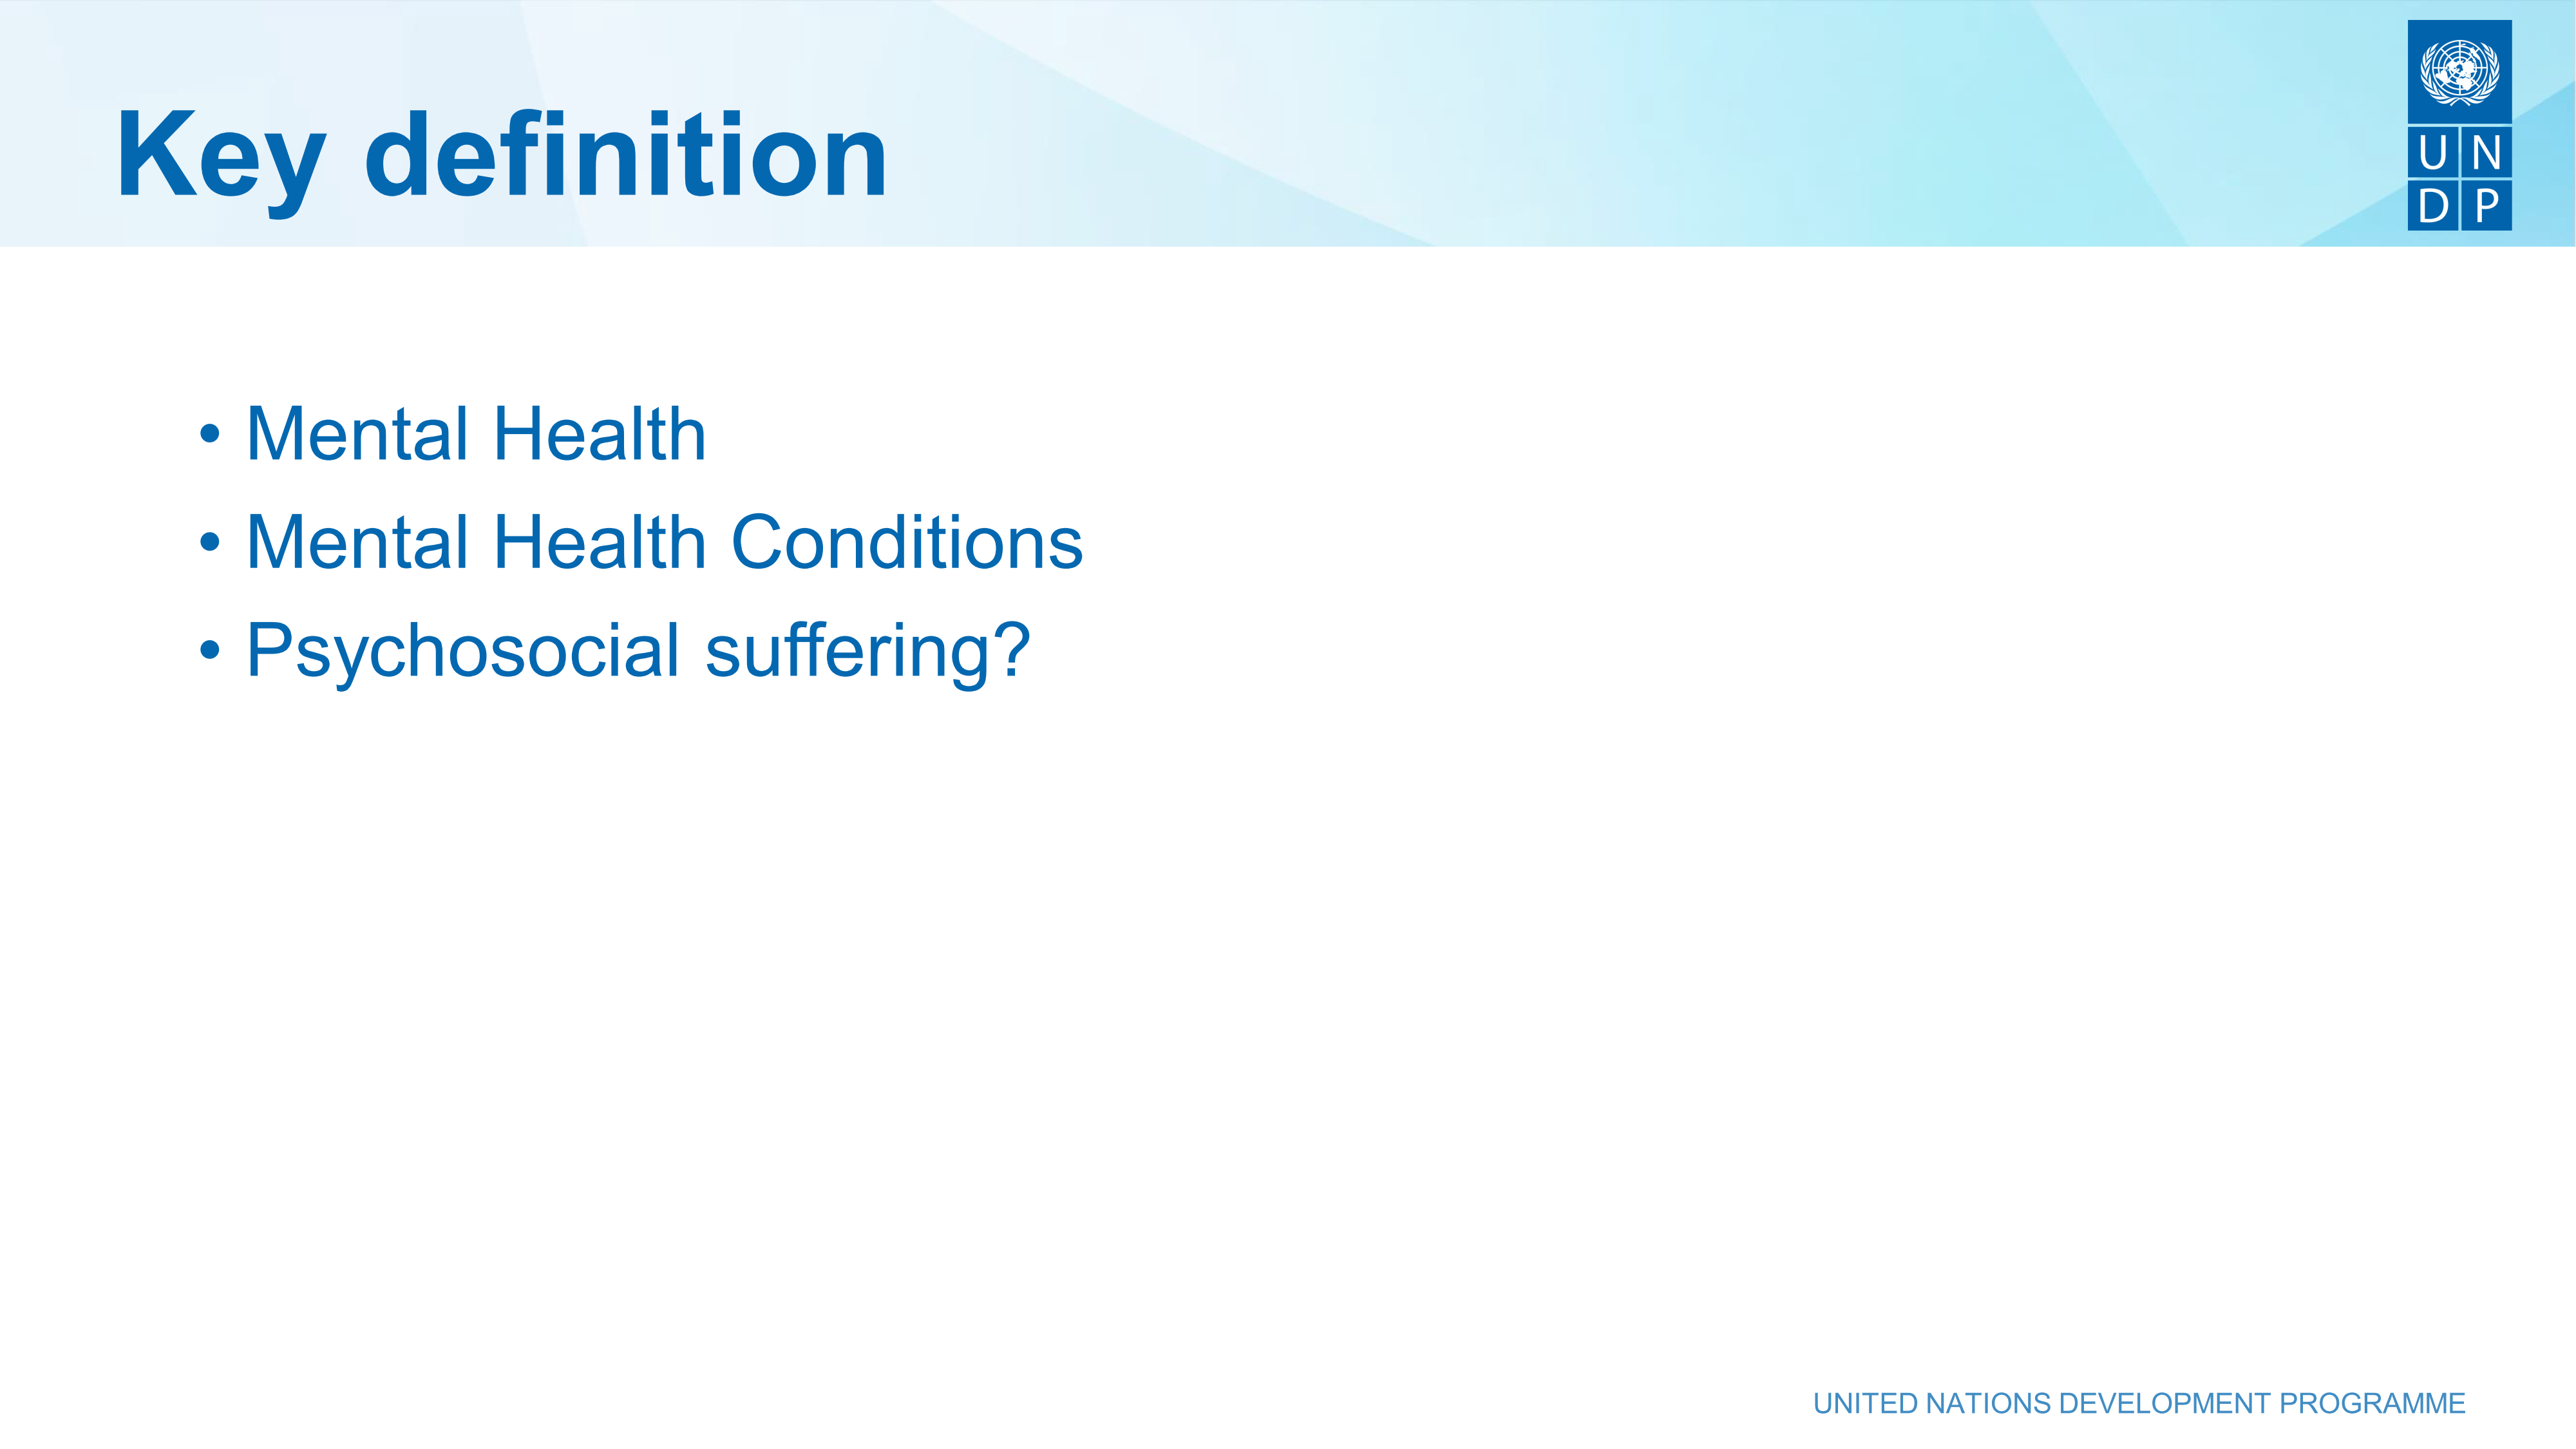 Key definition
U N
D P
• Mental Health
• Mental Health Conditions
• Psychosocial suffering?
UNITED NATIONS DEVELOPMENT PROGRAMME